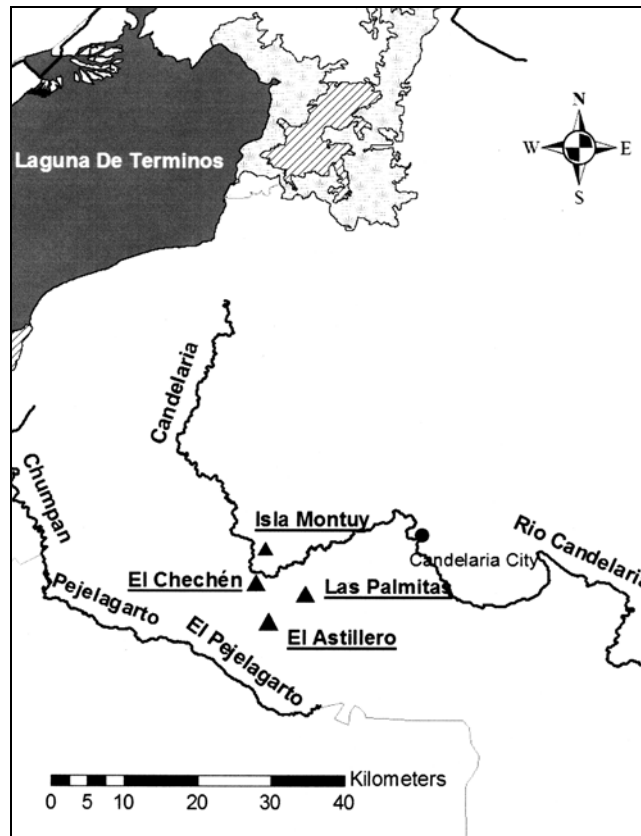 N
W E
S
Laguna De Terminos
Candelaria
Chumpan
Isla Montuy
Rio Candelaria
Candelaria City
El Chechén
Las Palmitas
Pejelagarto
El Pejelagarto
El Astillero
Kilometers
0 5 10 20 30 40